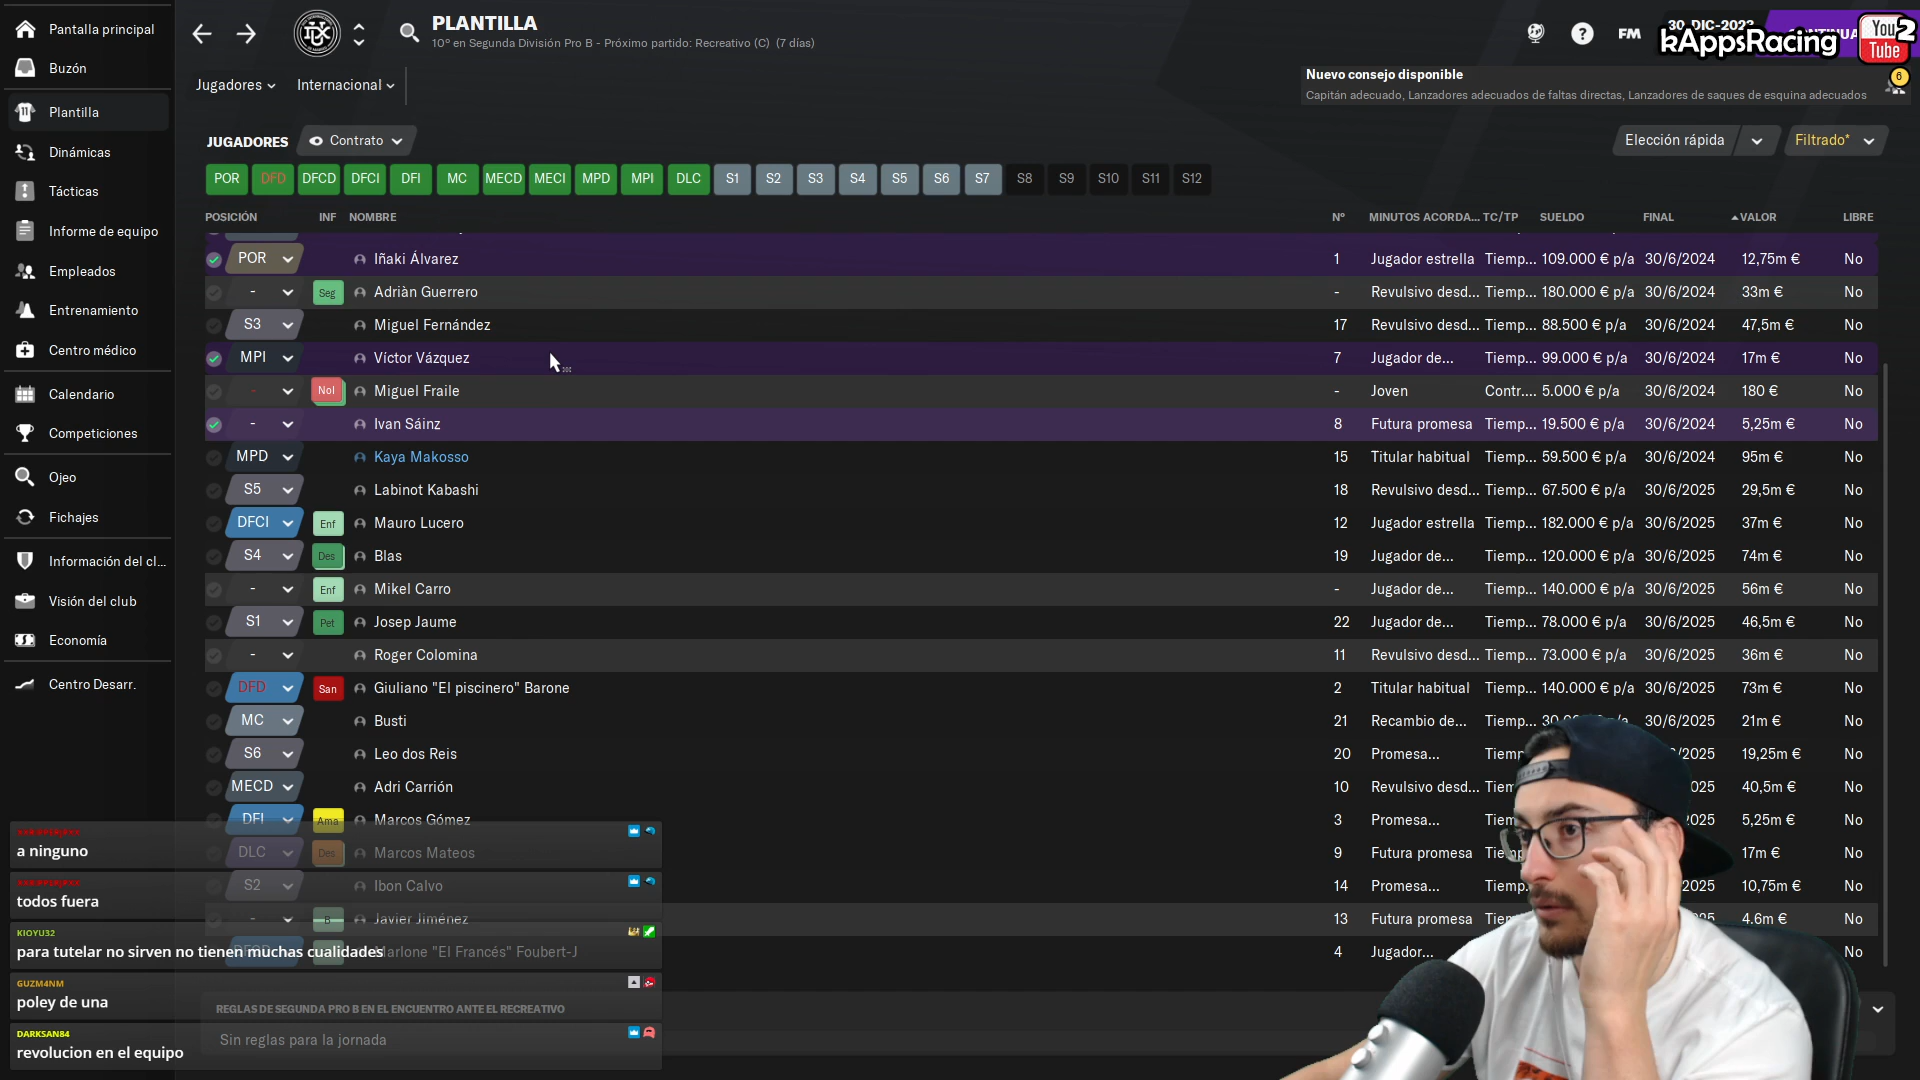 Pantalla principal
Buzón
Plantilla
Dinámicas
Tácticas
Informe de equipo
Empleados
Entrenamiento
Centro médico
Calendario
Competiciones
Ojeo
Fichajes
Información del cl...
Visión del club
Economía
Centro Desarr.
PLANTILLA
10º en Segunda División Pro B - Próximo partido: Recreativo (C) (7 días)
FM
kAppsRacing
You2
Tube
Jugadores
Internacional
Nuevo consejo disponible
Capitán adecuado, Lanzadores adecuados de faltas directas, Lanzadores de saques de esquina adecuados
6
JUGADORES
Contrato
Elección rápida
Filtrado*
POR DFD DFCD DFCI DFI MC MECD MECI MPD MPI DLC S1 S2 S3 S4 S5 S6 S7 S8 S9 S10 S11 S12
POSICIÓN INF NOMBRE Nº MINUTOS ACORDA... TC/TP SUELDO FINAL VALOR LIBRE
POR Iñaki Álvarez 1 Jugador estrella Tiemp... 109.000 € p/a 30/6/2024 12,75m € No
- Seg Adriàn Guerrero - Revulsivo desd... Tiemp... 180.000 € p/a 30/6/2024 33m € No
S3 Miguel Fernández 17 Revulsivo desd... Tiemp... 88.500 € p/a 30/6/2024 47,5m € No
MPI Víctor Vázquez 7 Jugador de... Tiemp... 99.000 € p/a 30/6/2024 17m € No
- Nol Miguel Fraile - Joven Contr.... 5.000 € p/a 30/6/2024 180 € No
- Ivan Sáinz 8 Futura promesa Tiemp... 19.500 € p/a 30/6/2024 5,25m € No
MPD Kaya Makosso 15 Titular habitual Tiemp... 59.500 € p/a 30/6/2024 95m € No
S5 Labinot Kabashi 18 Revulsivo desd... Tiemp... 67.500 € p/a 30/6/2025 29,5m € No
DFCI Enf Mauro Lucero 12 Jugador estrella Tiemp... 182.000 € p/a 30/6/2025 37m € No
S4 Des Blas 19 Jugador de... Tiemp... 120.000 € p/a 30/6/2025 74m € No
- Enf Mikel Carro - Jugador de... Tiemp... 140.000 € p/a 30/6/2025 56m € No
S1 Pet Josep Jaume 22 Jugador de... Tiemp... 78.000 € p/a 30/6/2025 46,5m € No
- Roger Colomina 11 Revulsivo desd... Tiemp... 73.000 € p/a 30/6/2025 36m € No
DFD San Giuliano "El piscinero" Barone 2 Titular habitual Tiemp... 140.000 € p/a 30/6/2025 73m € No
MC Busti 21 Recambio de... Tiemp... 30/6/2025 21m € No
S6 Leo dos Reis 20 Promesa... 19,25m € No
MECD Adri Carrión 10 Revulsivo desd... 40,5m € No
DFI Ama Marcos Gómez 3 Promesa... 5,25m € No
DLC Des Marcos Mateos 9 Futura promesa 17m € No
S2 Ibon Calvo 14 Promesa... 10,75m € No
- Javier Jiménez 13 Futura promesa 4.6m € No
Marlone "El Francés" Foubert-J 4 Jugador... No
a ninguno
todos fuera
KIOYU32
para tutelar no sirven no tienen muchas cualidades
GUZM4NM
poley de una
DARKSAN84
revolucion en el equipo
REGLAS DE SEGUNDA PRO B EN EL ENCUENTRO ANTE EL RECREATIVO
Sin reglas para la jornada